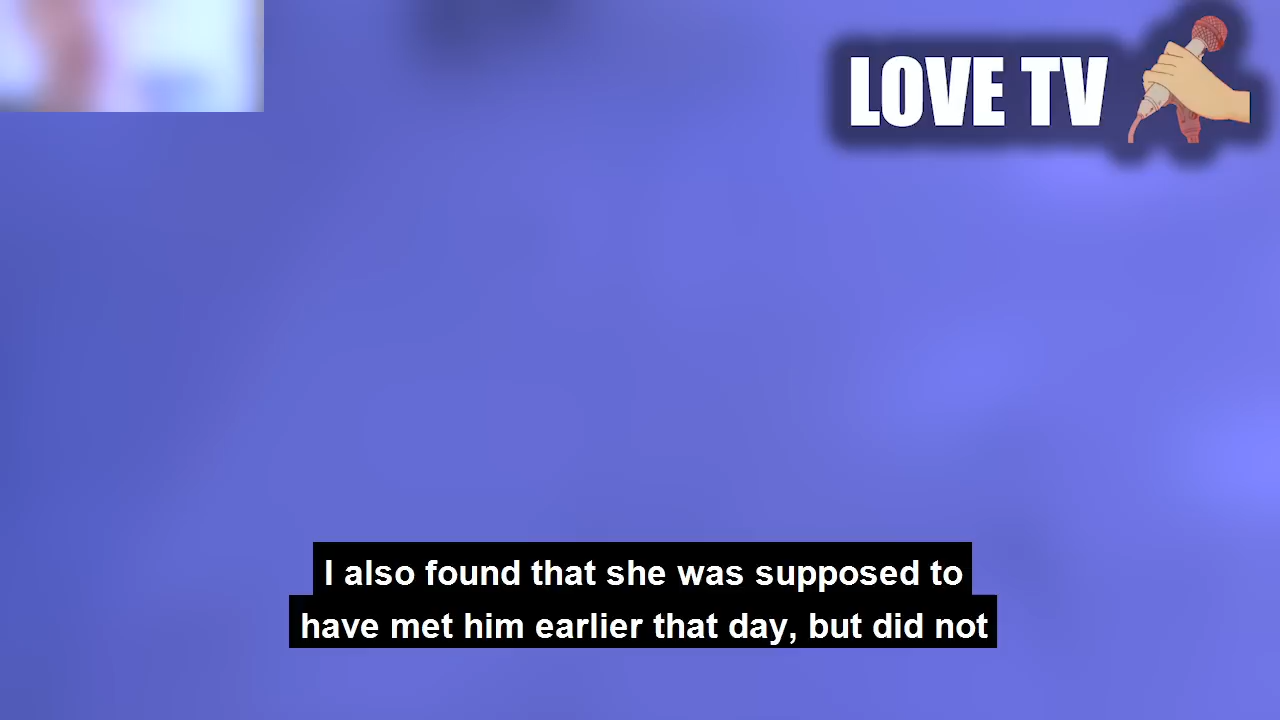 LOVE TV
I also found that she was supposed to
have met him earlier that day, but did not